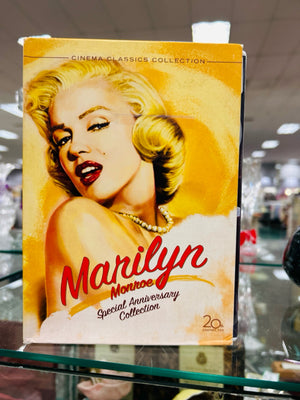 CINEMA CLASSICS COLLECTION
Marilyn
Monroe
Special Anniversary
Collection
20